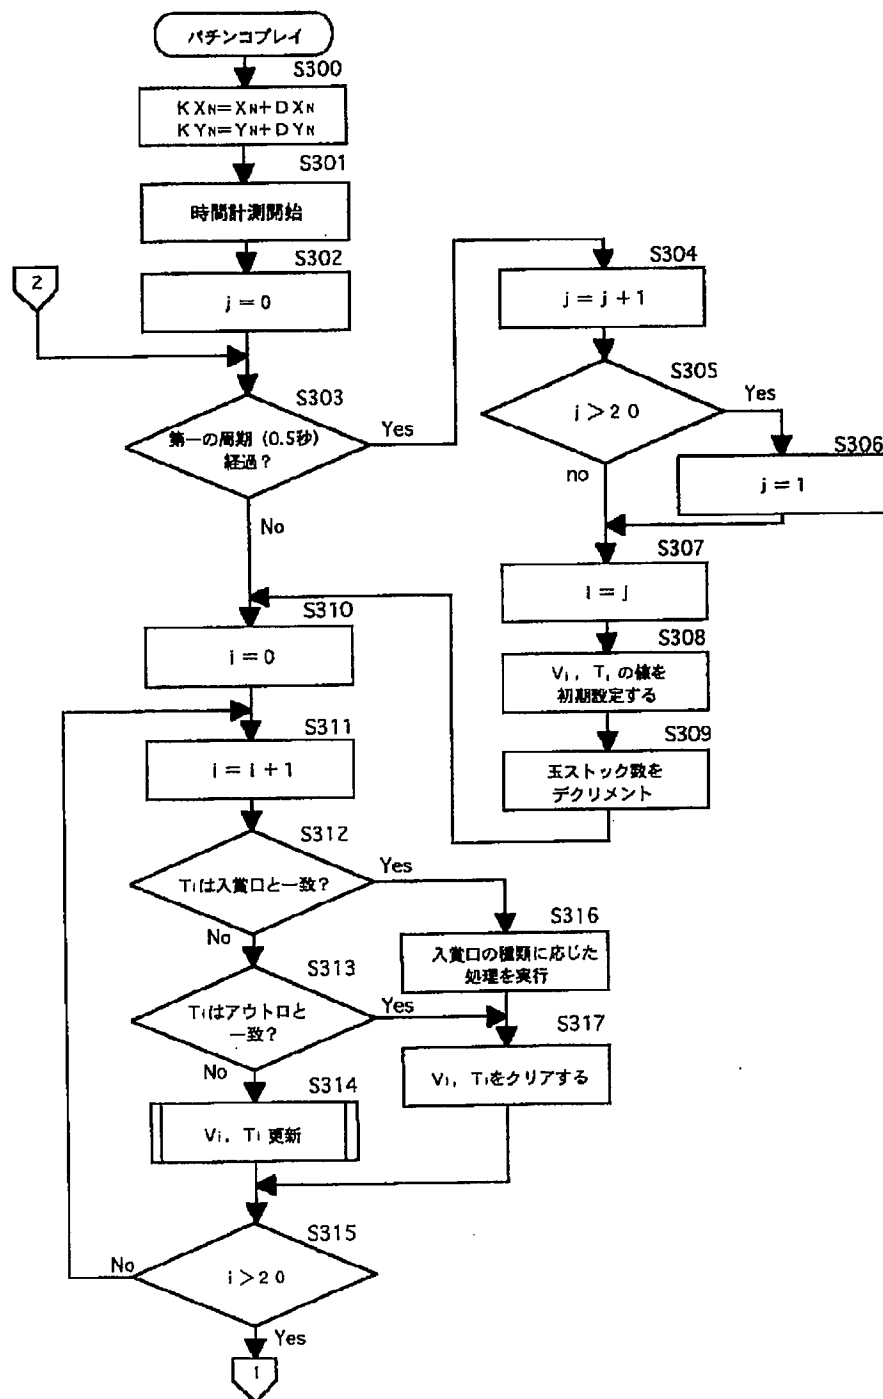 パチンコプレイ
S300
KXN=XN+DXN
KYN=YN+DYN
S301
時間計測開始
S302
j=0
2
S303
第一の周期(0.5秒)
経過?
Yes
No
S304
j=j+1
S305
j>20
Yes
no
S306
j=1
S307
i=j
S308
Vi, Tiの値を
初期設定する
S309
玉ストック数を
デクリメント
S310
i=0
S311
i=i+1
S312
Tiは入賞口と一致?
Yes
No
S316
入賞口の種類に応じた
処理を実行
S313
Tiはアウトロと
一致?
Yes
No
S317
Vi, Tiをクリアする
S314
Vi, Ti更新
S315
i>20
No
Yes
1